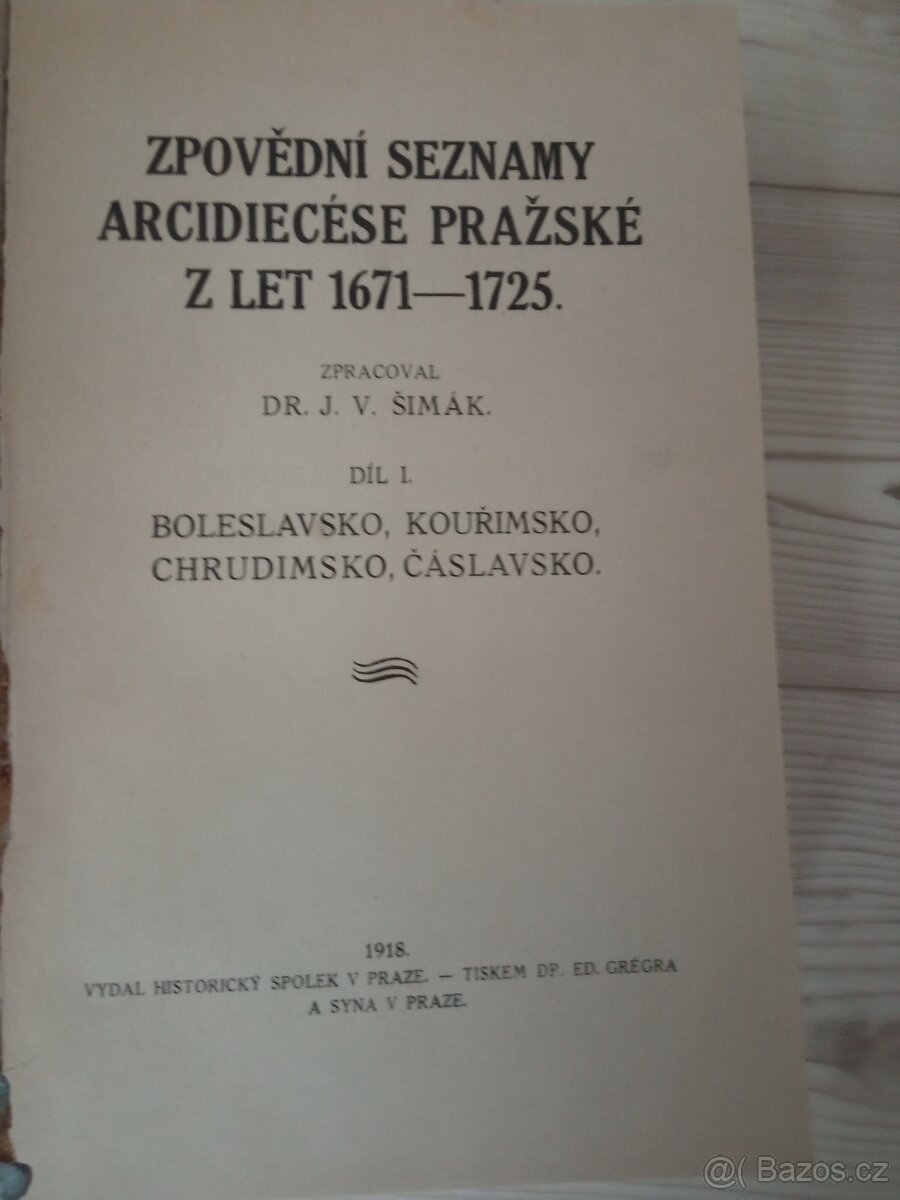 ZPOVĚDNÍ SEZNAMY
ARCIDIECÉSE PRAŽSKÉ
Z LET 1671—1725.
ZPRACOVAL
DR. J. V. ŠIMÁK.
DÍL I.
BOLESLAVSKO, KOUŘIMSKO,
CHRUDIMSKO, ČÁSLAVSKO.
1918.
VYDAL HISTORICKÝ SPOLEK V PRAZE. — TISKEM DR. ED. GRÉGRA
A SYNA V PRAZE.
@( Bazos.cz